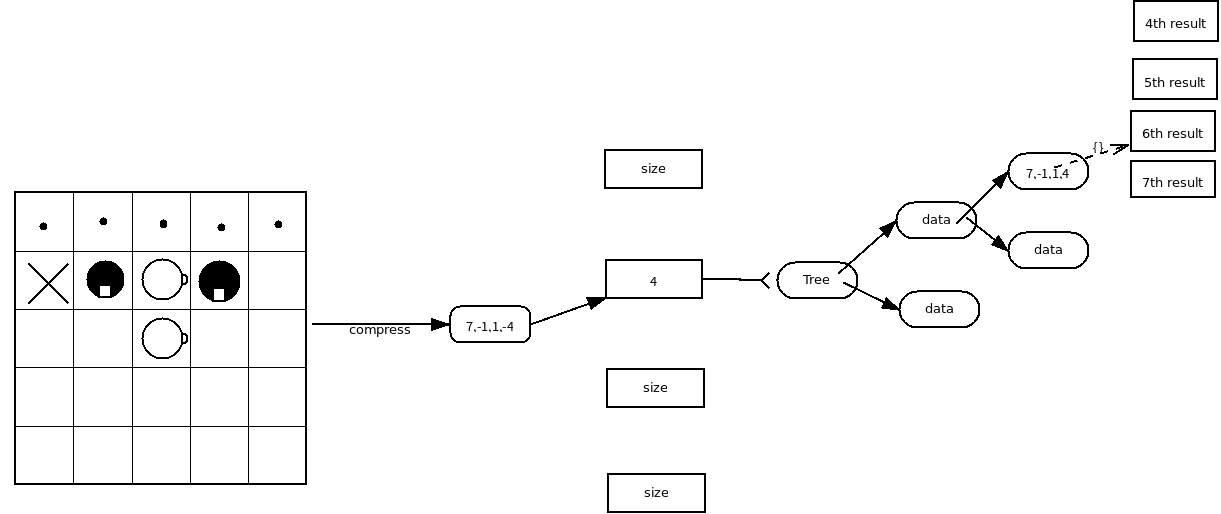 4th result
5th result
6th result
7th result
{}
7,-1,1,4
size
data
data
4
Tree
data
compress
7,-1,1,-4
size
size